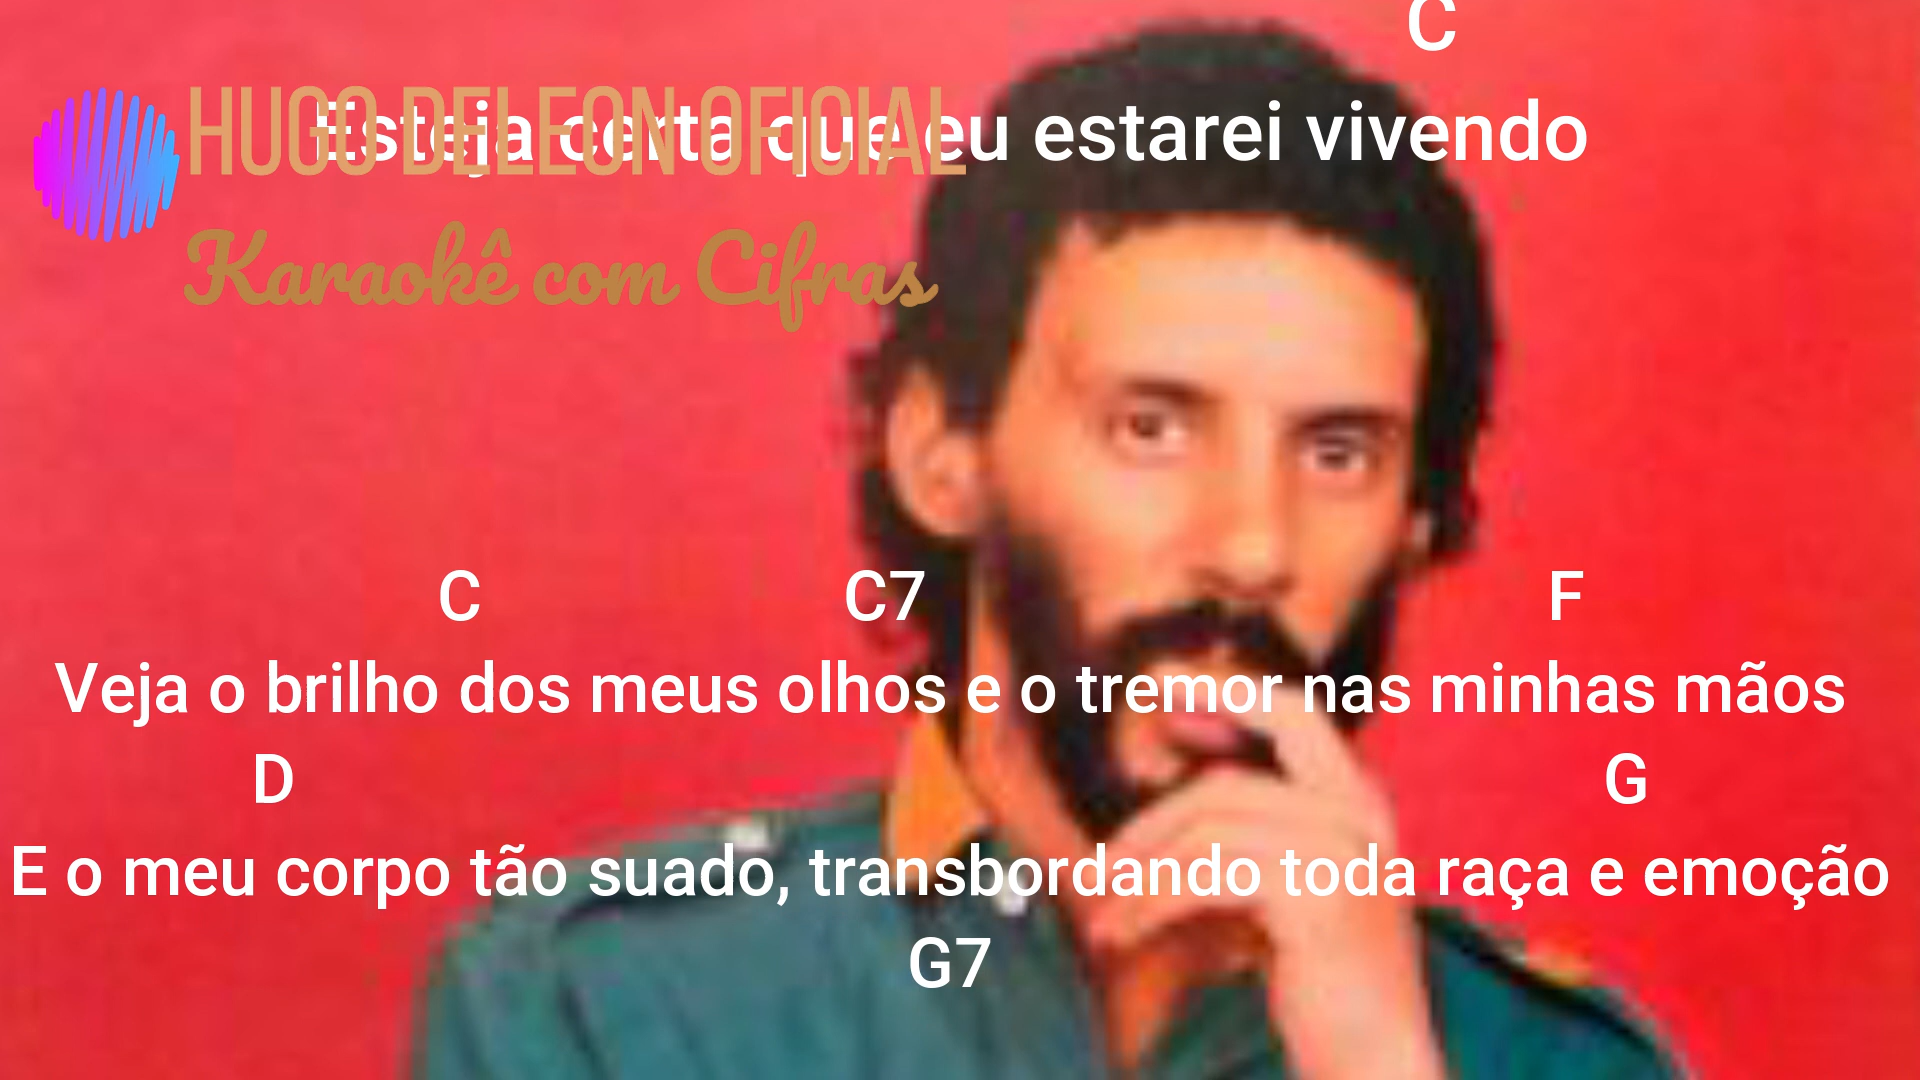 C
HUGO DELEON OFICIAL
Esteja certa que eu estarei vivendo
Karaokê com Cifras
C C7 F
Veja o brilho dos meus olhos e o tremor nas minhas mãos
D G
E o meu corpo tão suado, transbordando toda raça e emoção
G7